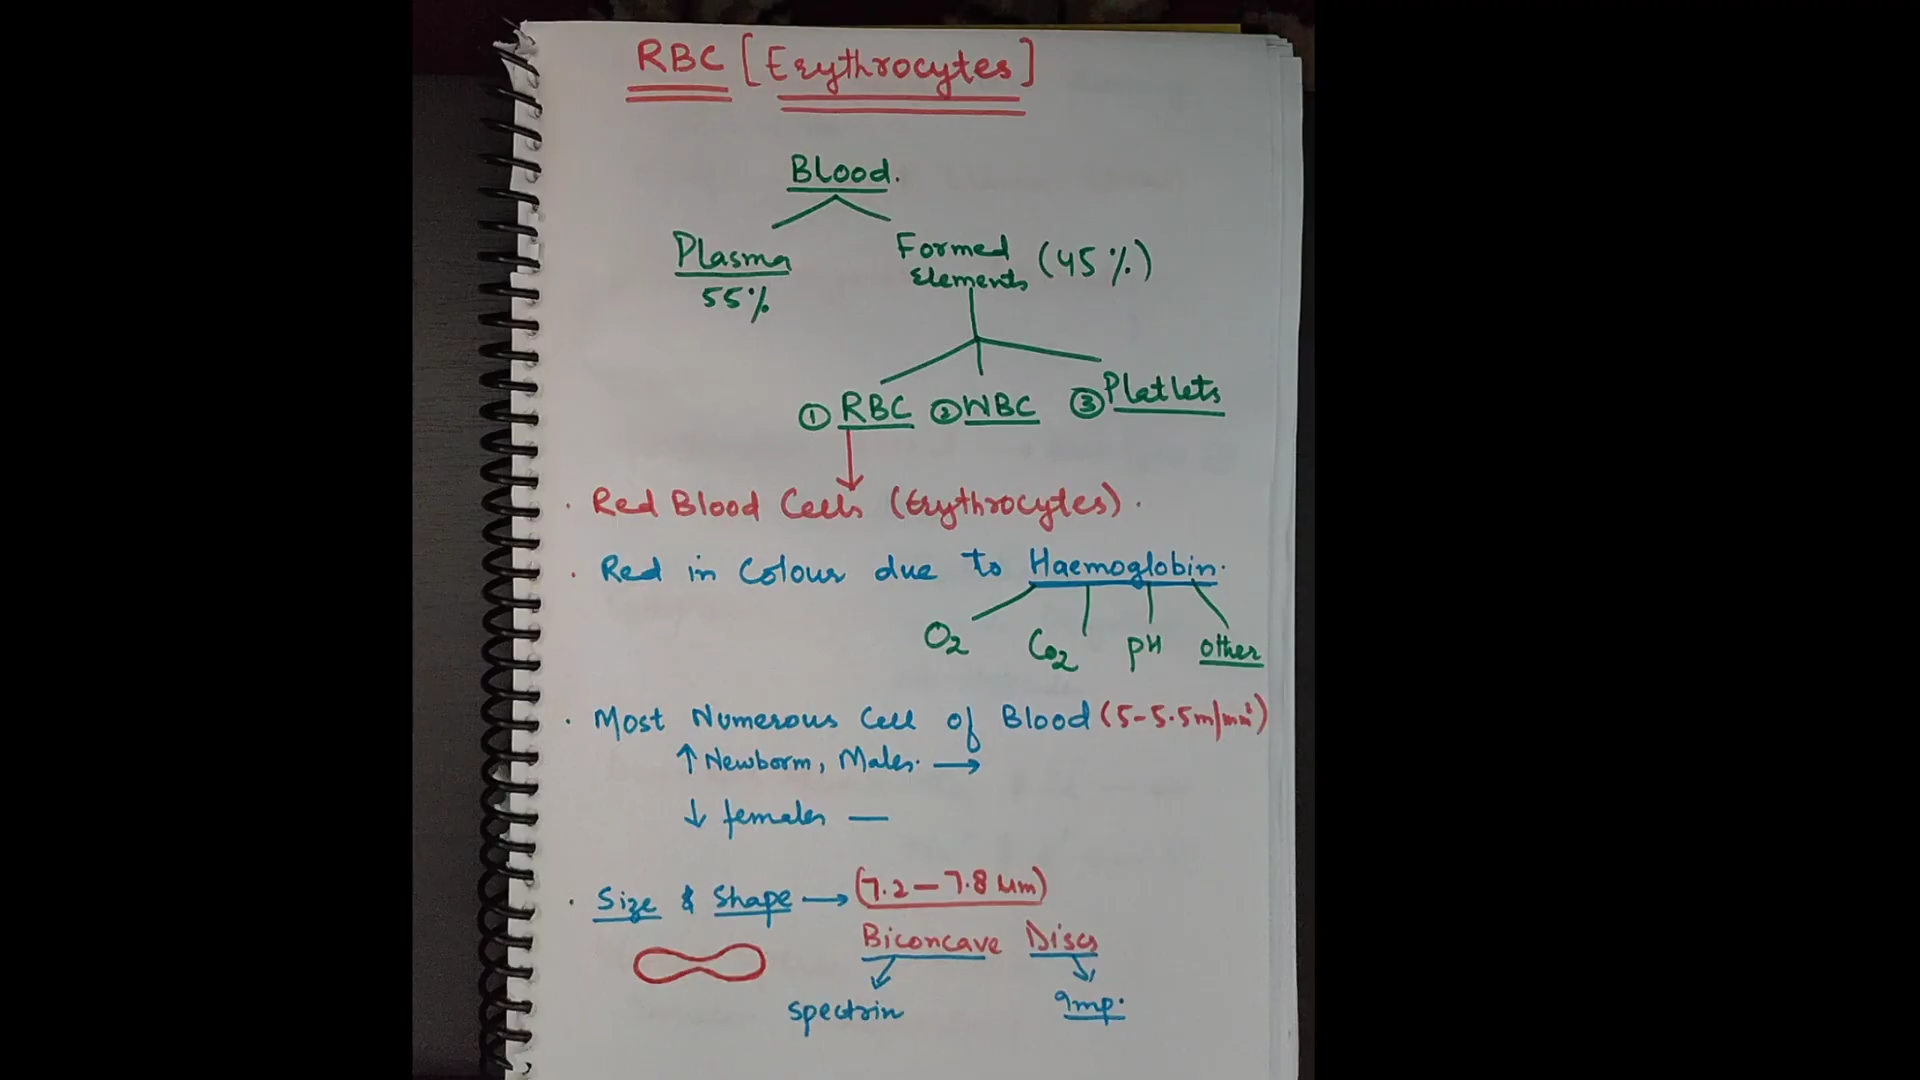 RBC [Erythrocytes]
Blood.
Plasma
55%
Formed
Elements (45%)
① RBC ② WBC ③ Platlets
. Red Blood Cells (Erythrocytes).
. Red in Colour due to Haemoglobin.
O2 Co2 pH other
. Most Numerous Cell of Blood (5-5.5m/mm³)
↑ Newborm, Males. →
↓ females —
. Size & Shape → (7.2 — 7.8 µm)
Biconcave Discs
spectrin Imp.